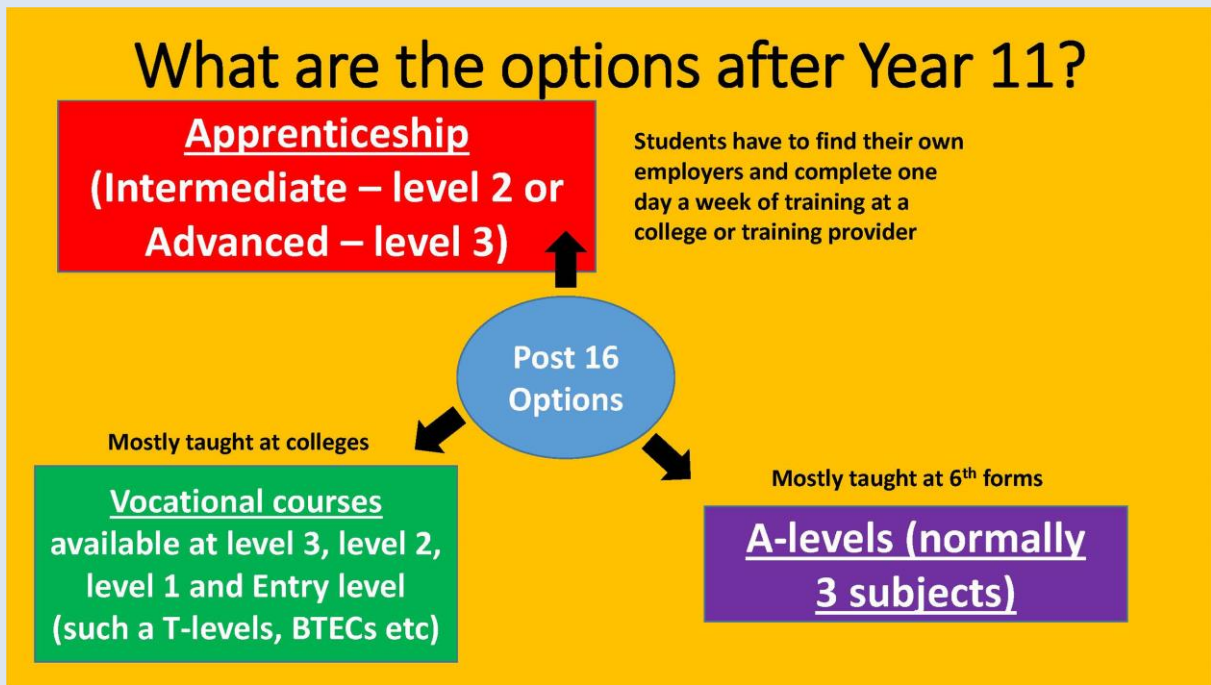 What are the options after Year 11?
Apprenticeship
(Intermediate – level 2 or
Advanced – level 3)
Students have to find their own
employers and complete one
day a week of training at a
college or training provider
Post 16
Options
Mostly taught at colleges
Vocational courses
available at level 3, level 2,
level 1 and Entry level
(such a T-levels, BTECs etc)
Mostly taught at 6th forms
A-levels (normally
3 subjects)